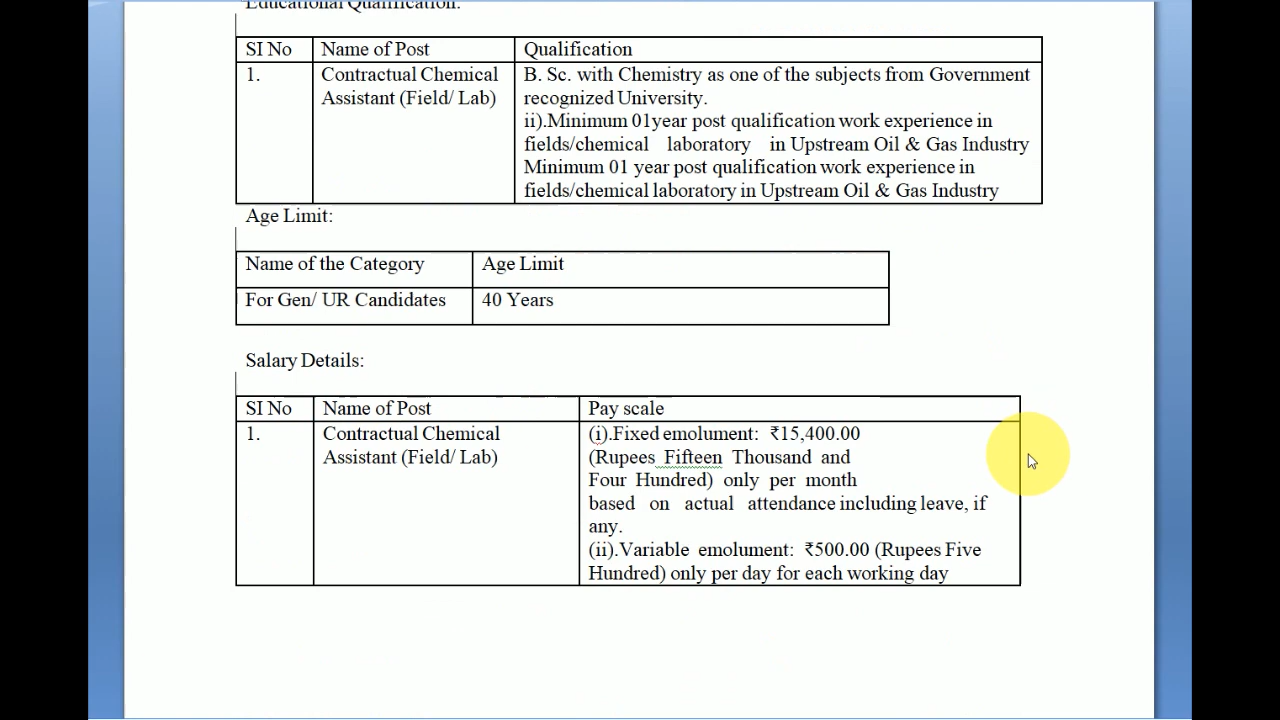 Educational Qualification:
SI No Name of Post Qualification
1. Contractual Chemical Assistant (Field/ Lab) B. Sc. with Chemistry as one of the subjects from Government
recognized University.
ii).Minimum 01year post qualification work experience in
fields/chemical laboratory in Upstream Oil & Gas Industry
Minimum 01 year post qualification work experience in
fields/chemical laboratory in Upstream Oil & Gas Industry
Age Limit:
Name of the Category Age Limit
For Gen/ UR Candidates 40 Years
Salary Details:
SI No Name of Post Pay scale
1. Contractual Chemical Assistant (Field/ Lab) (i).Fixed emolument: ₹15,400.00
(Rupees Fifteen Thousand and
Four Hundred) only per month
based on actual attendance including leave, if
any.
(ii).Variable emolument: ₹500.00 (Rupees Five
Hundred) only per day for each working day